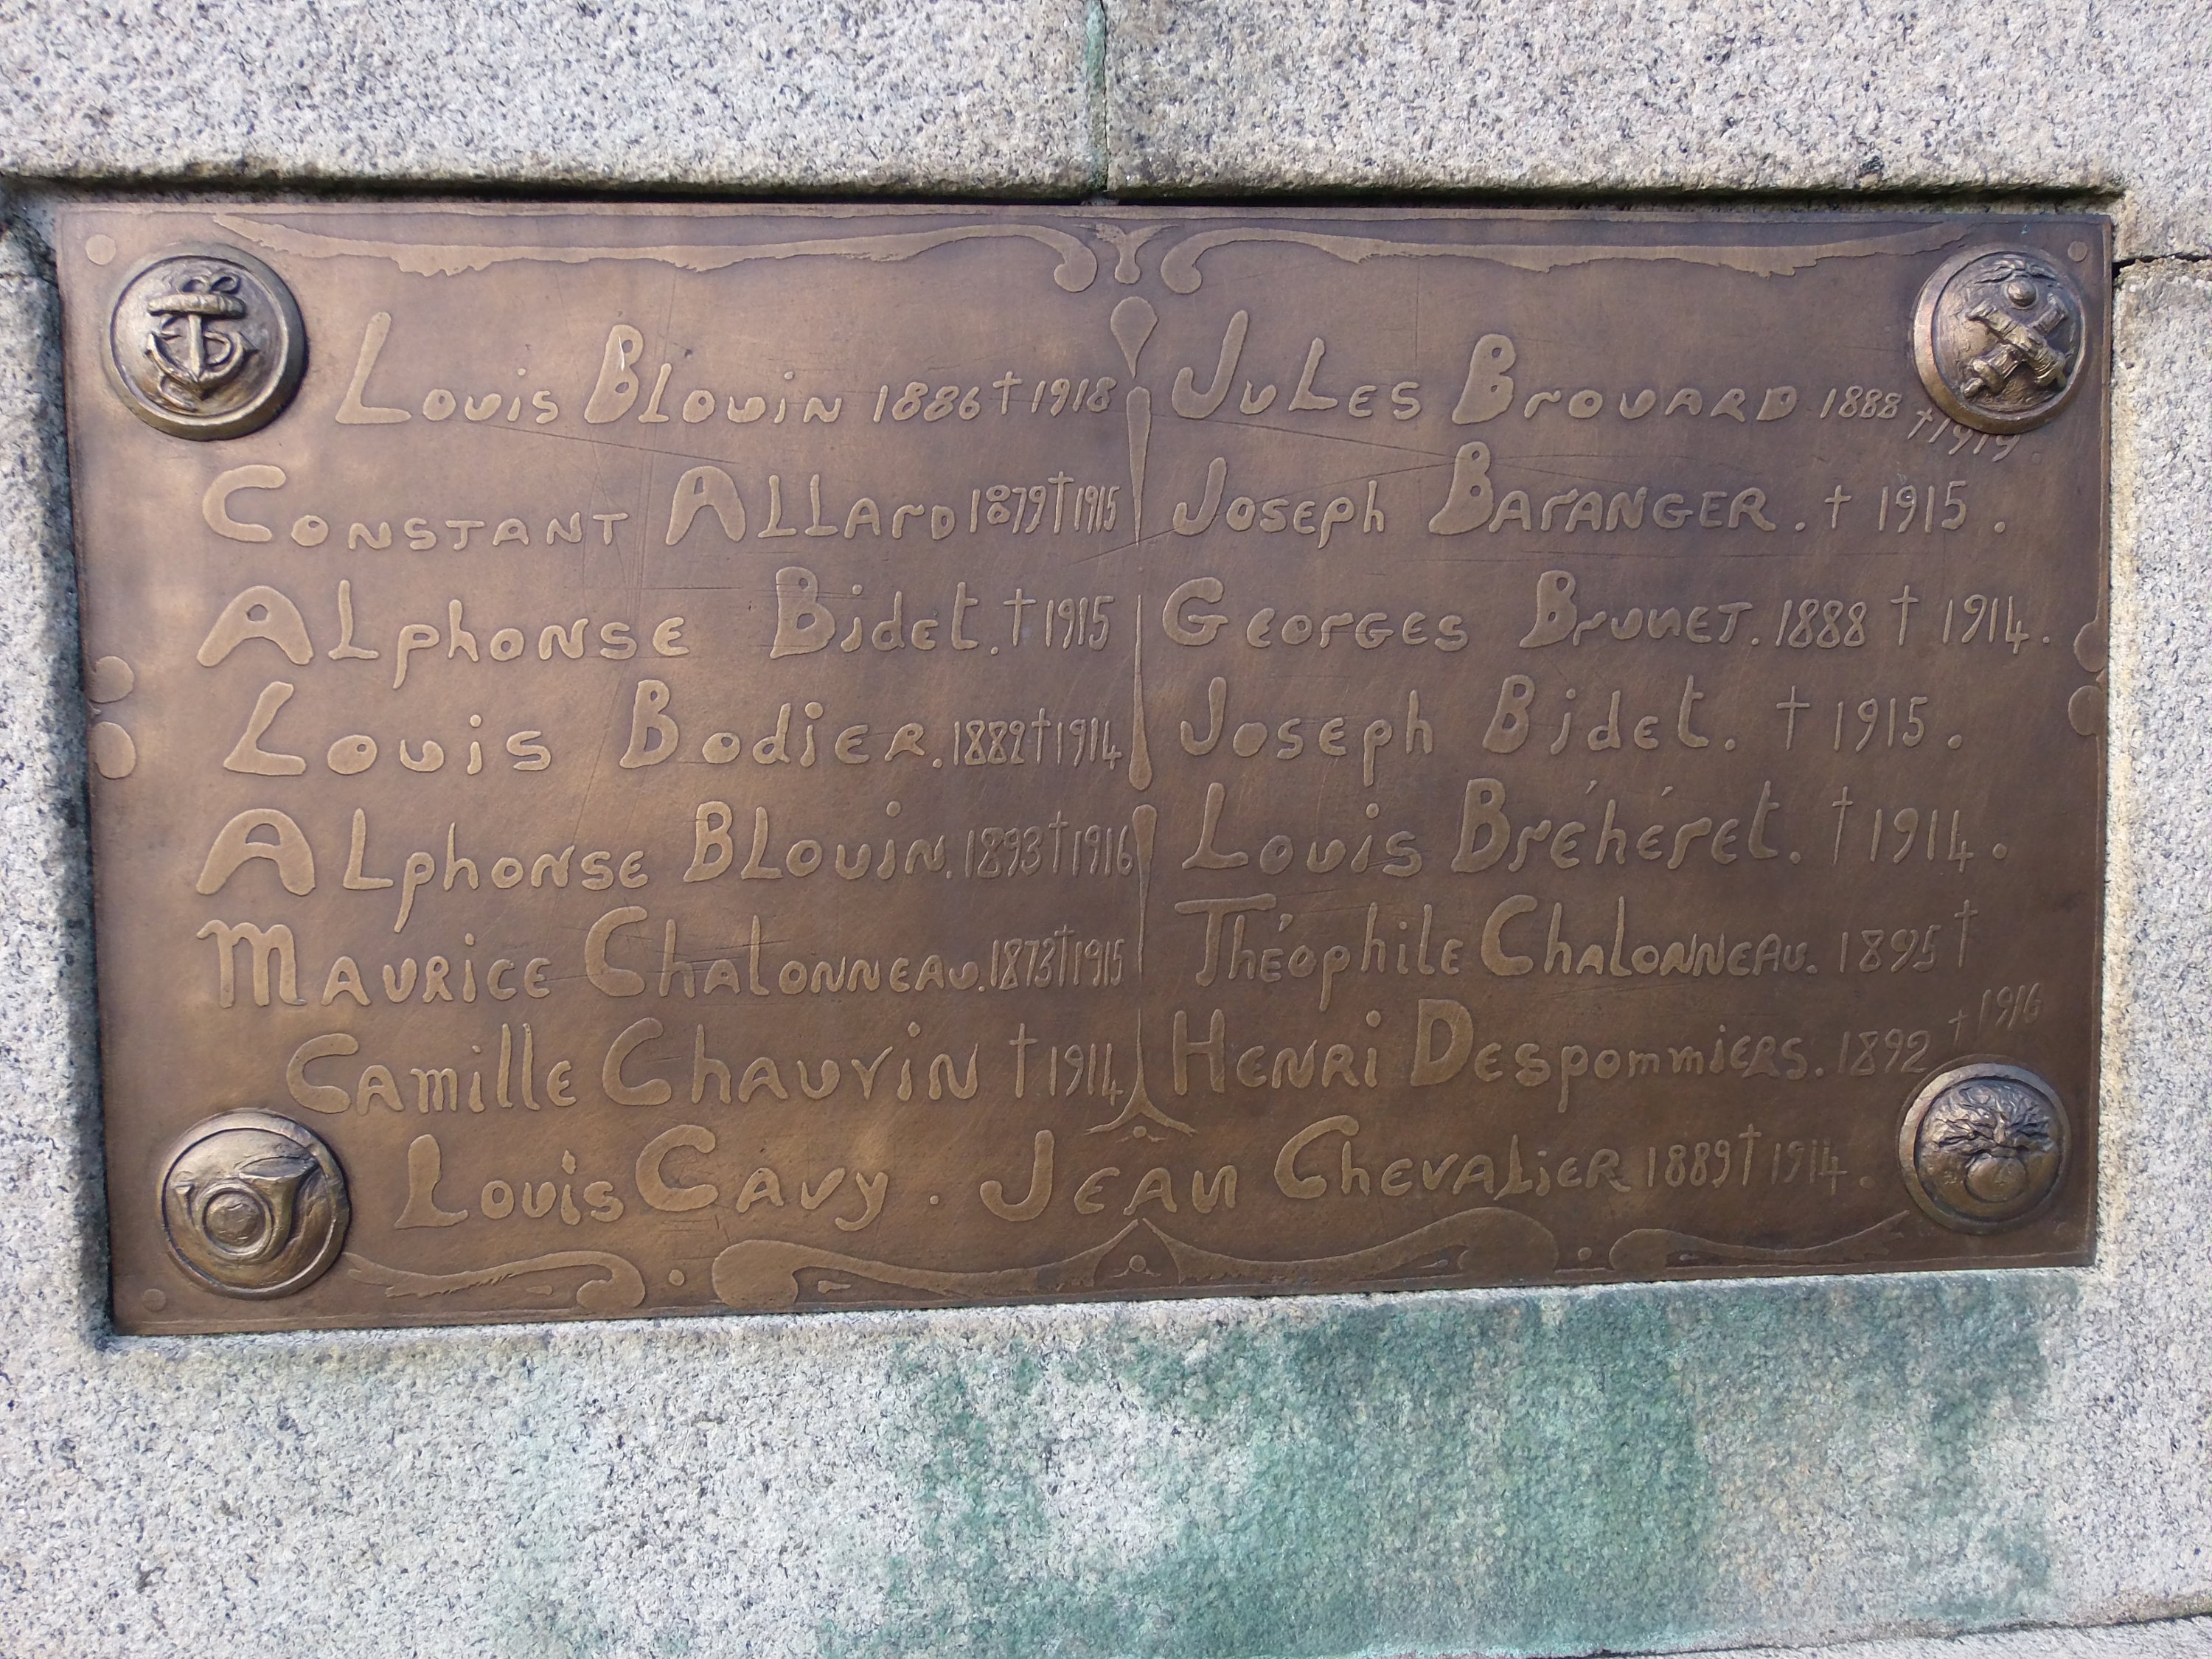 Louis Blouin 1886 † 1918
Constant Allard 1879 † 1915
Alphonse Bidet. † 1915
Louis Bodier. 1882 † 1914
Alphonse Blouin. 1893 † 1916
Maurice Chalonneau. 1873 † 1915
Camille Chauvin † 1914
Jules Brouard 1888
† 1919
Joseph Baranger. † 1915.
Georges Brunet. 1888 † 1914.
Joseph Bidet. † 1915.
Louis Bréhéret. † 1914.
Théophile Chalonneau. 1895 †
1916
Henri Despommiers. 1892 †
Louis Cavy. Jean Chevalier 1889 † 1914.